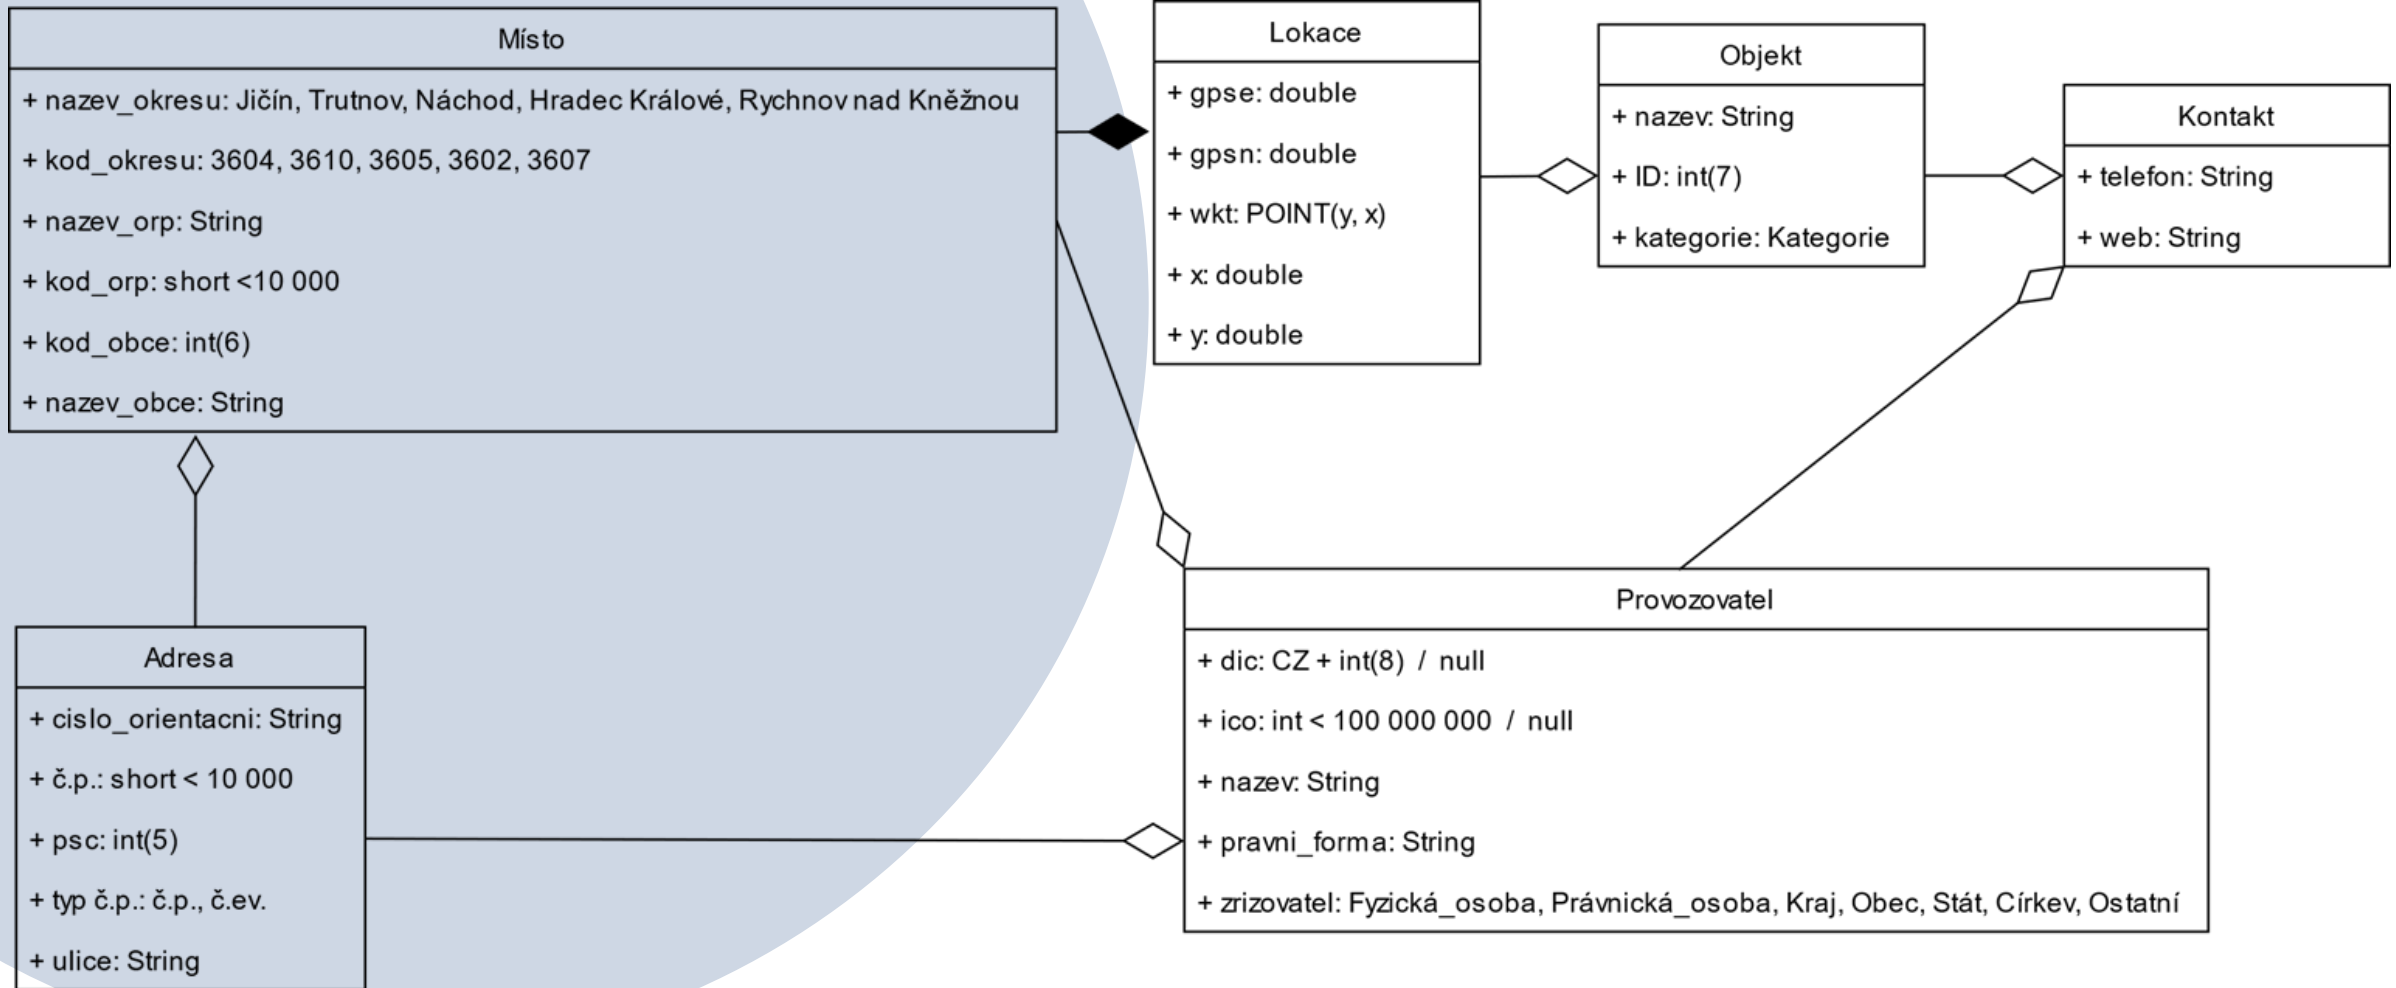 Místo
+ nazev_okresu: Jičín, Trutnov, Náchod, Hradec Králové, Rychnov nad Kněžnou
+ kod_okresu: 3604, 3610, 3605, 3602, 3607
+ nazev_orp: String
+ kod_orp: short <10 000
+ kod_obce: int(6)
+ nazev_obce: String
Lokace
+ gpse: double
+ gpsn: double
+ wkt: POINT(y, x)
+ x: double
+ y: double
Objekt
+ nazev: String
+ ID: int(7)
+ kategorie: Kategorie
Kontakt
+ telefon: String
+ web: String
Adresa
+ cislo_orientacni: String
+ č.p.: short < 10 000
+ psc: int(5)
+ typ č.p.: č.p., č.ev.
+ ulice: String
Provozovatel
+ dic: CZ + int(8) / null
+ ico: int < 100 000 000 / null
+ nazev: String
+ pravni_forma: String
+ zrizovatel: Fyzická_osoba, Právnická_osoba, Kraj, Obec, Stát, Církev, Ostatní